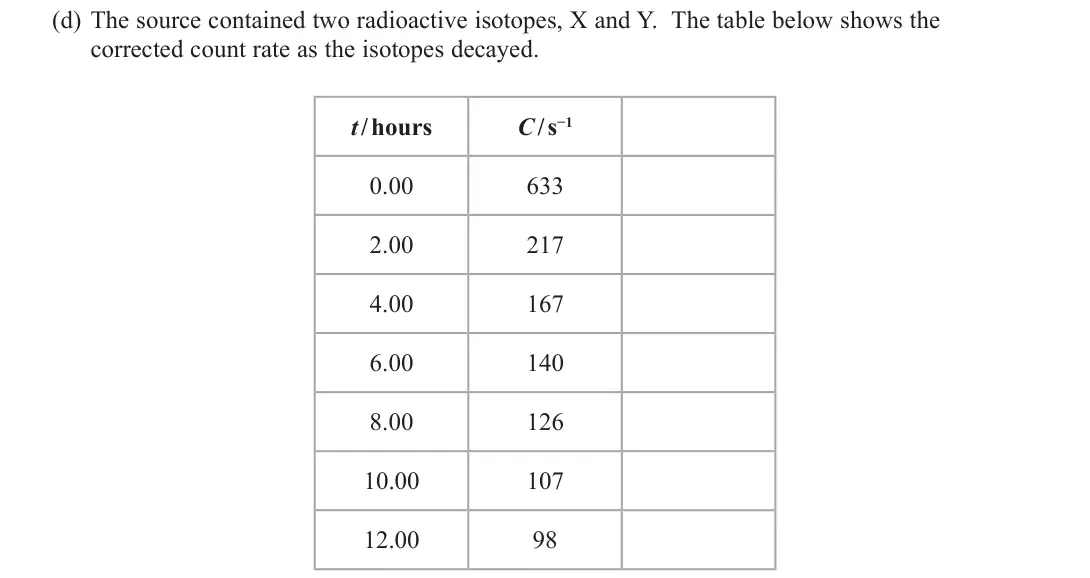 (d) The source contained two radioactive isotopes, X and Y. The table below shows the
corrected count rate as the isotopes decayed.
t/hours C/s⁻¹
0.00 633
2.00 217
4.00 167
6.00 140
8.00 126
10.00 107
12.00 98